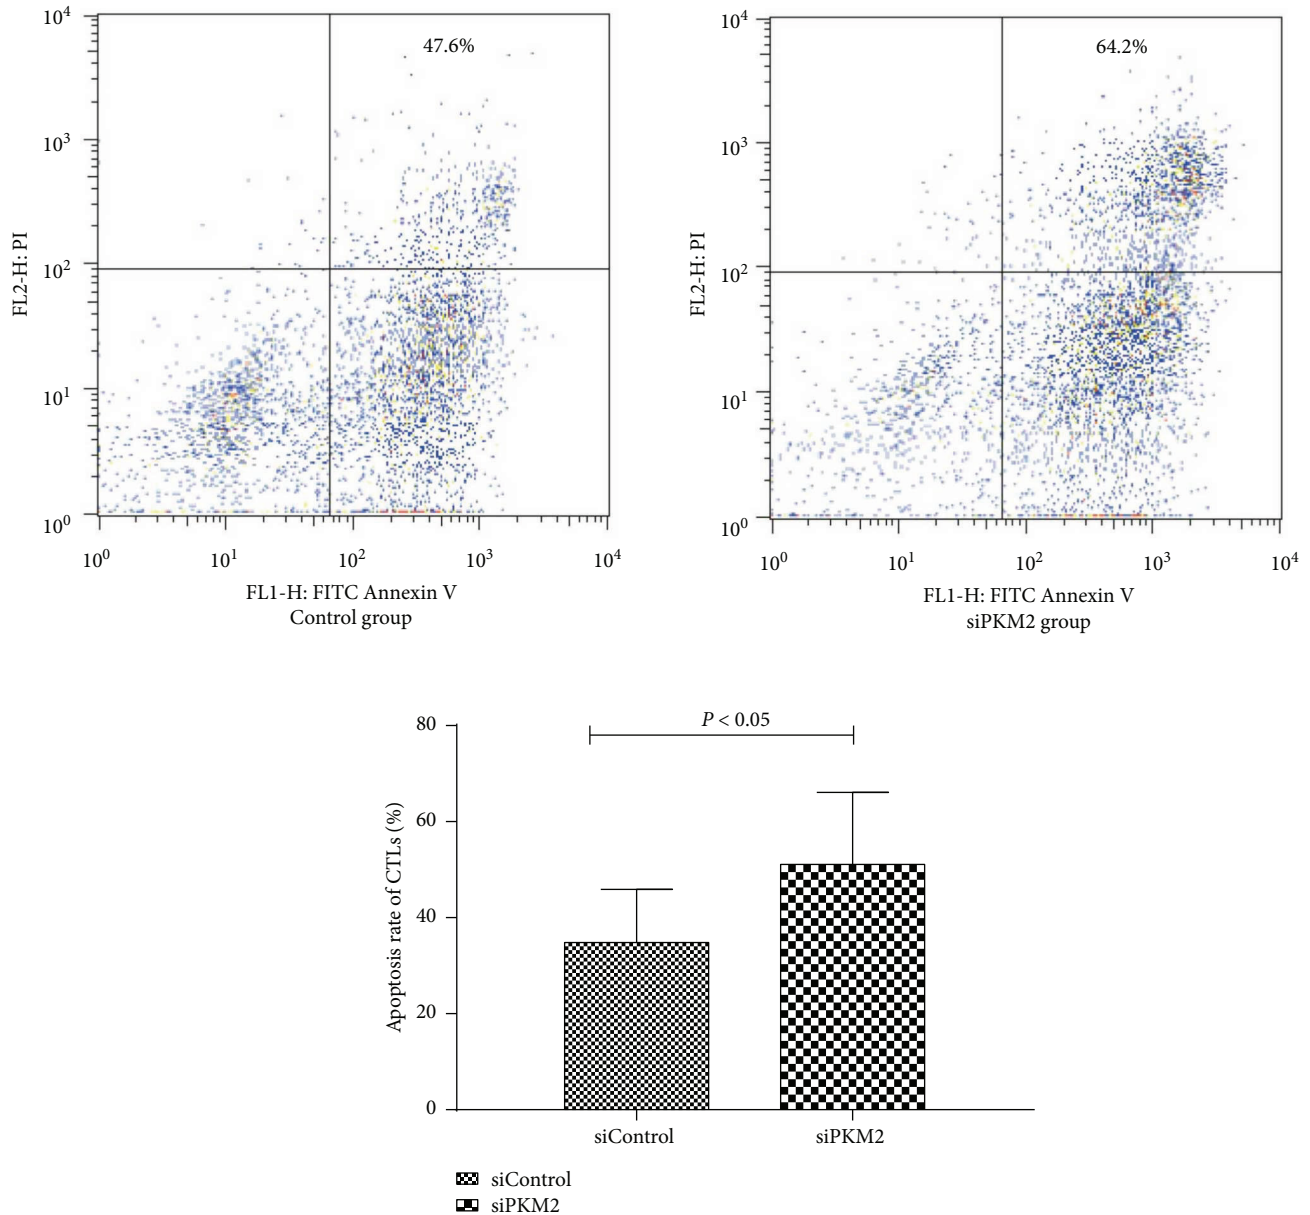 10⁴
10³
10²
10¹
10⁰
FL2-H: PI
47.6%
10⁰ 10¹ 10² 10³ 10⁴
FL1-H: FITC Annexin V
Control group
10⁴
10³
10²
10¹
10⁰
FL2-H: PI
64.2%
10⁰ 10¹ 10² 10³ 10⁴
FL1-H: FITC Annexin V
siPKM2 group
80
60
40
20
0
Apoptosis rate of CTLs (%)
P < 0.05
siControl siPKM2
siControl
siPKM2